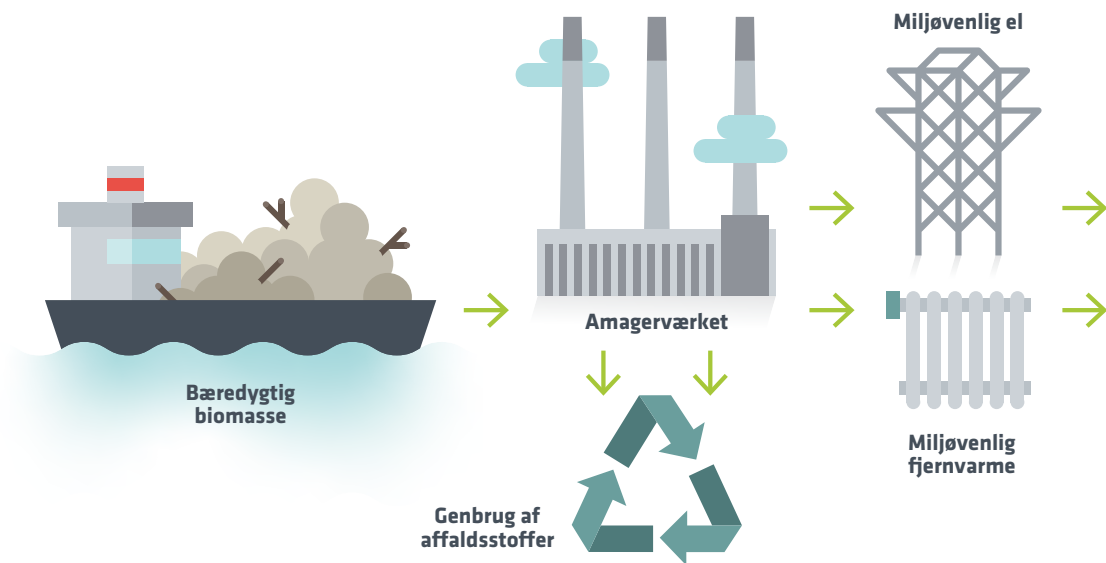 Miljøvenlig el
Amagerværket
Bæredygtig
biomasse
Miljøvenlig
fjernvarme
Genbrug af
affaldsstoffer